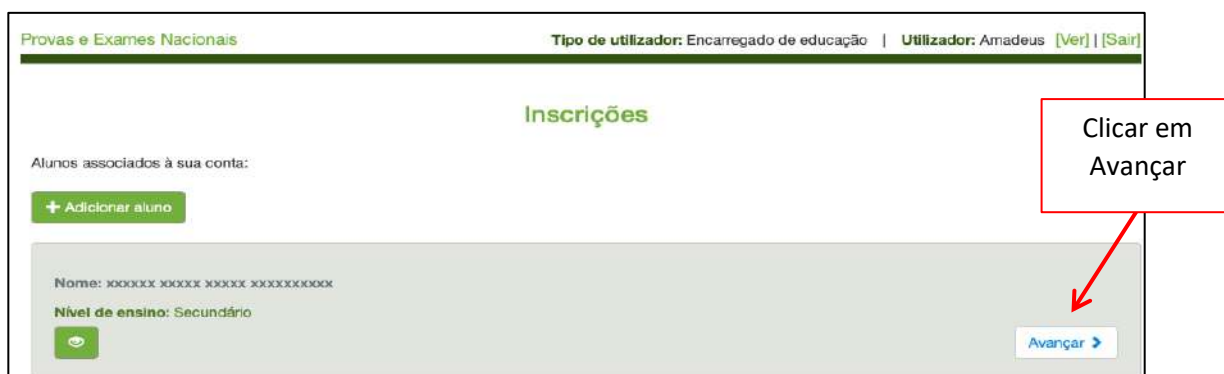 Provas e Exames Nacionais
Tipo de utilizador: Encarregado de educação | Utilizador: Amadeus [Ver] | [Sair]
Inscrições
Clicar em
Avançar
Alunos associados à sua conta:
+ Adicionar aluno
Nome: xxxxxx xxxxx xxxxx xxxxxxxxxx
Nível de ensino: Secundário
Avançar >